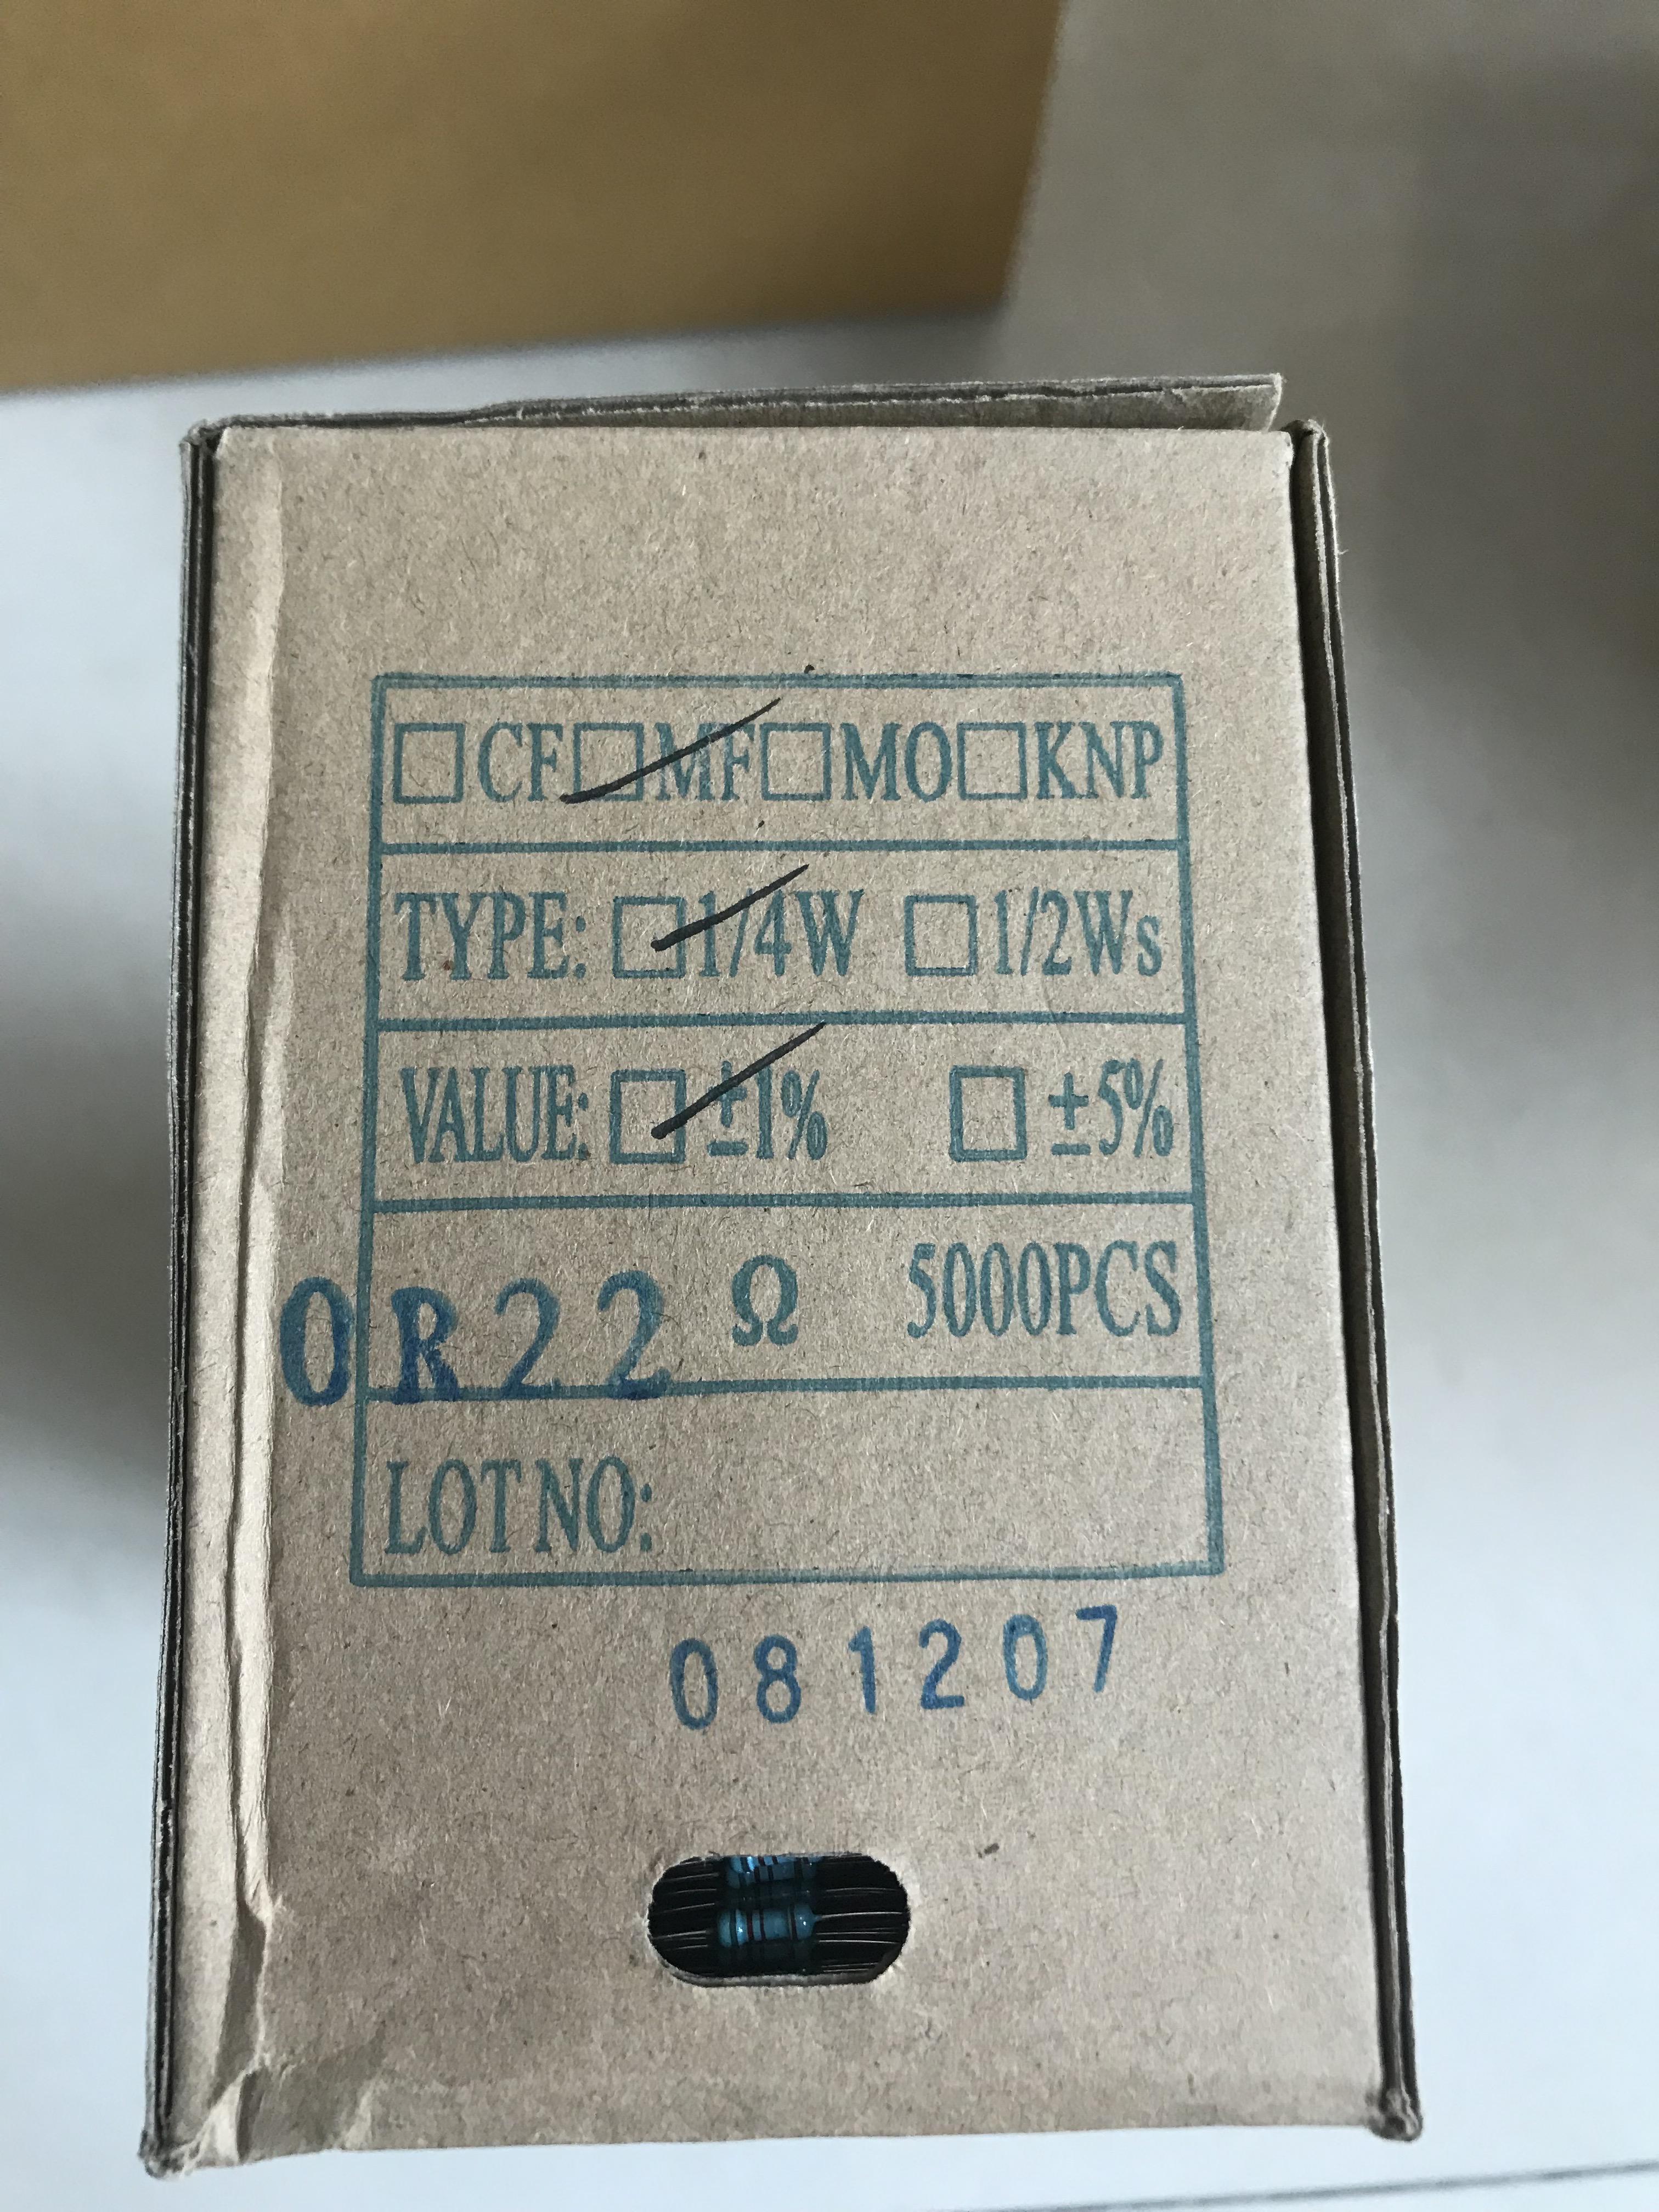 □CF□MF□MO□KNP
TYPE: □1/4W □1/2Ws
VALUE: □±1% □±5%
0R22 Ω 5000PCS
LOT NO:
081207